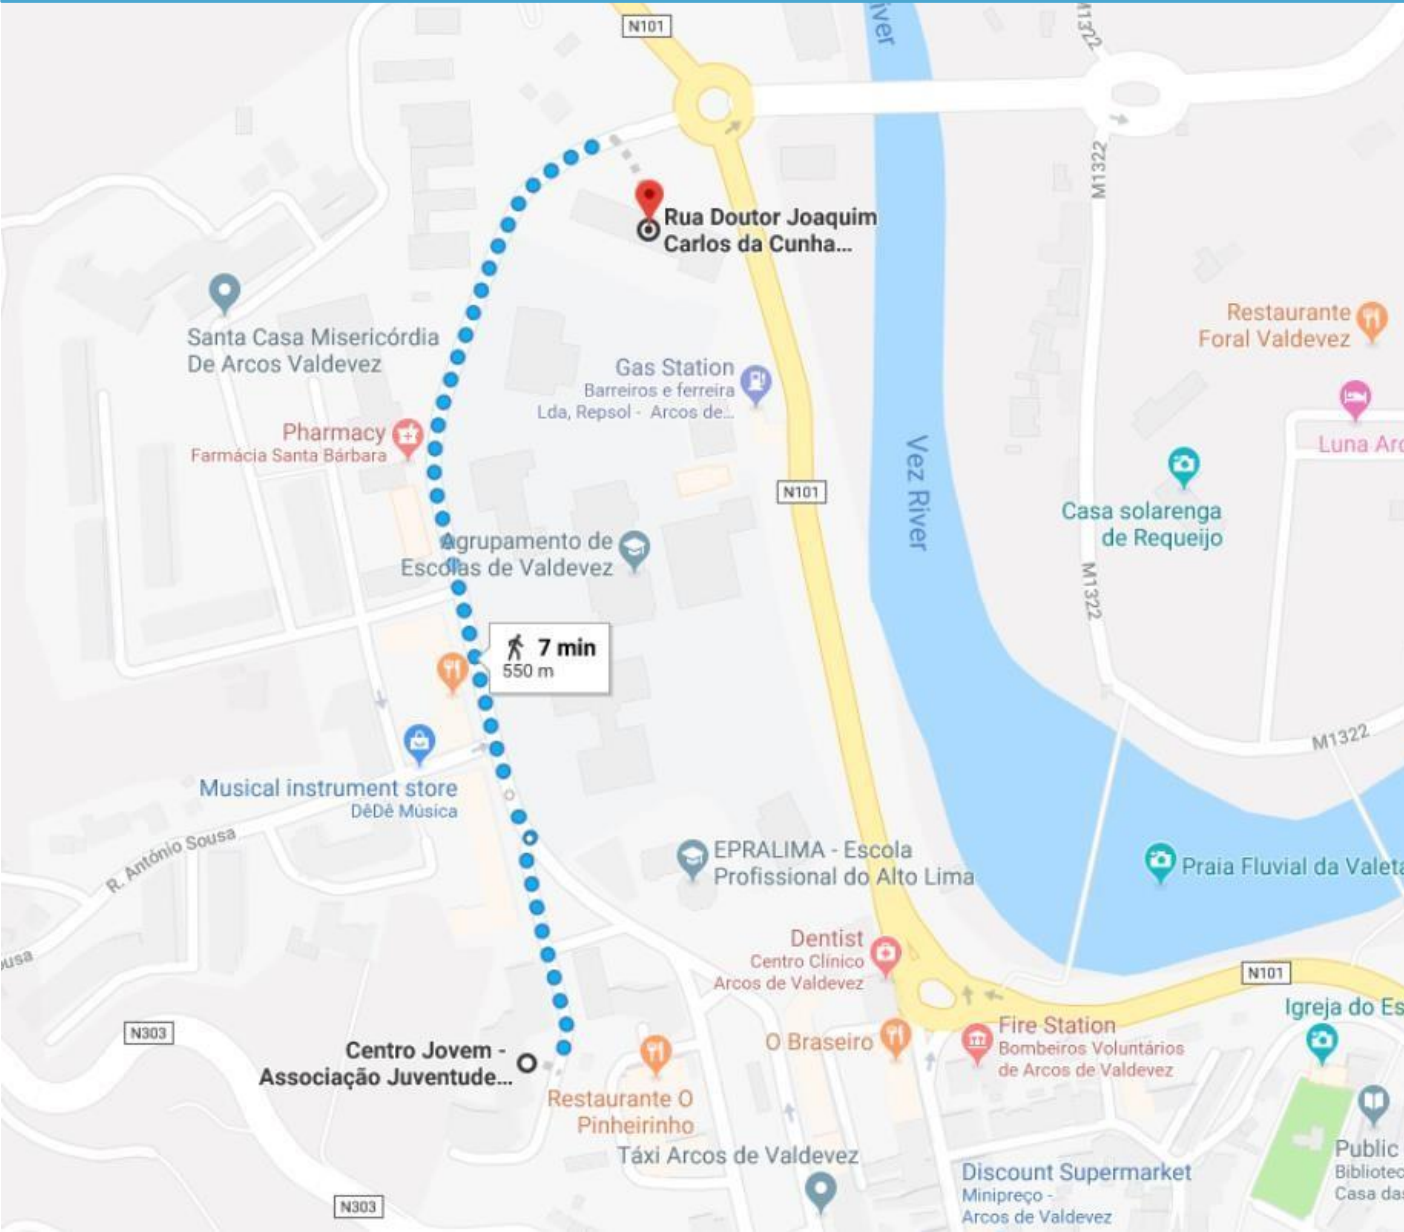 N101
River
M1322
M1322
Rua Doutor Joaquim
Carlos da Cunha...
Santa Casa Misericórdia
De Arcos Valdevez
Restaurante
Foral Valdevez
Gas Station
Barreiros e ferreira
Lda, Repsol - Arcos de...
Pharmacy
Farmácia Santa Bárbara
Luna Arc
Vez River
N101
Casa solarenga
de Requeijo
Agrupamento de
Escolas de Valdevez
M1322
7 min
550 m
M1322
Musical instrument store
DêDê Música
R. António Sousa
EPRALIMA - Escola
Profissional do Alto Lima
Praia Fluvial da Valeta
ousa
Dentist
Centro Clínico
Arcos de Valdevez
N101
Igreja do Es
N303
Fire Station
Bombeiros Voluntários
de Arcos de Valdevez
O Braseiro
Centro Jovem -
Associação Juventude...
Restaurante O
Pinheirinho
Táxi Arcos de Valdevez
Public
Bibliotec
Casa das
Discount Supermarket
Minipreço -
Arcos de Valdevez
N303